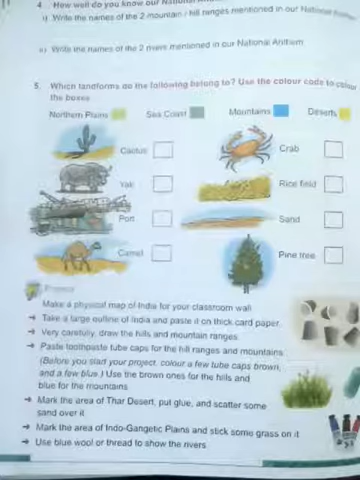 4. How well do you know our National
i) Write the names of the 2 mountain / hill ranges mentioned in our National
ii) Write the names of the 2 rivers mentioned in our National Anthem.
5. Which landforms do the following belong to? Use the colour code to colour
the boxes
Northern Plains Sea Coast Mountains Deserts
Cactus Crab
Yak Rice field
Port Sand
Camel Pine tree
Project
Make a physical map of India for your classroom wall
➔ Take a large outline of India and paste it on thick card paper.
➔ Very carefully, draw the hills and mountain ranges
➔ Paste toothpaste tube caps for the hill ranges and mountains
(Before you start your project, colour a few tube caps brown,
and a few blue.) Use the brown ones for the hills and
blue for the mountains
➔ Mark the area of Thar Desert, put glue, and scatter some
sand over it
➔ Mark the area of Indo-Gangetic Plains and stick some grass on it
➔ Use blue wool or thread to show the rivers